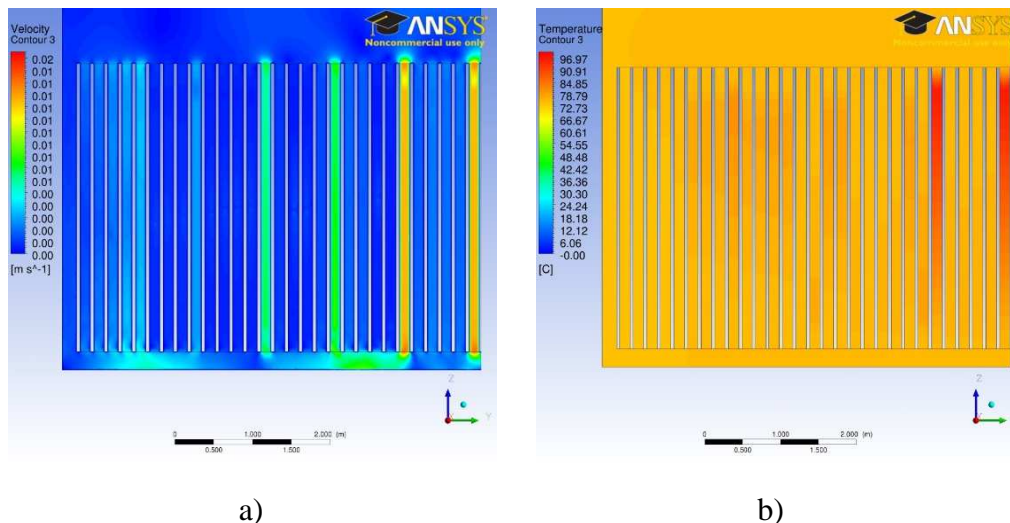 Velocity
Contour 3
0.02
0.01
0.01
0.01
0.01
0.01
0.01
0.01
0.01
0.00
0.00
0.00
0.00
0.00
0.00
0.00
0.00
[m s^-1]
ANSYS
Noncommercial use only
Z
Y
0
1.000
2.000 (m)
0.500
1.500
a)
Temperature
Contour 3
96.97
90.91
84.85
78.79
72.73
66.67
60.61
54.55
48.48
42.42
36.36
30.30
24.24
18.18
12.12
6.06
-0.00
[C]
ANSYS
Noncommercial use only
Z
0
1.000
2.000 (m)
0.500
1.500
b)